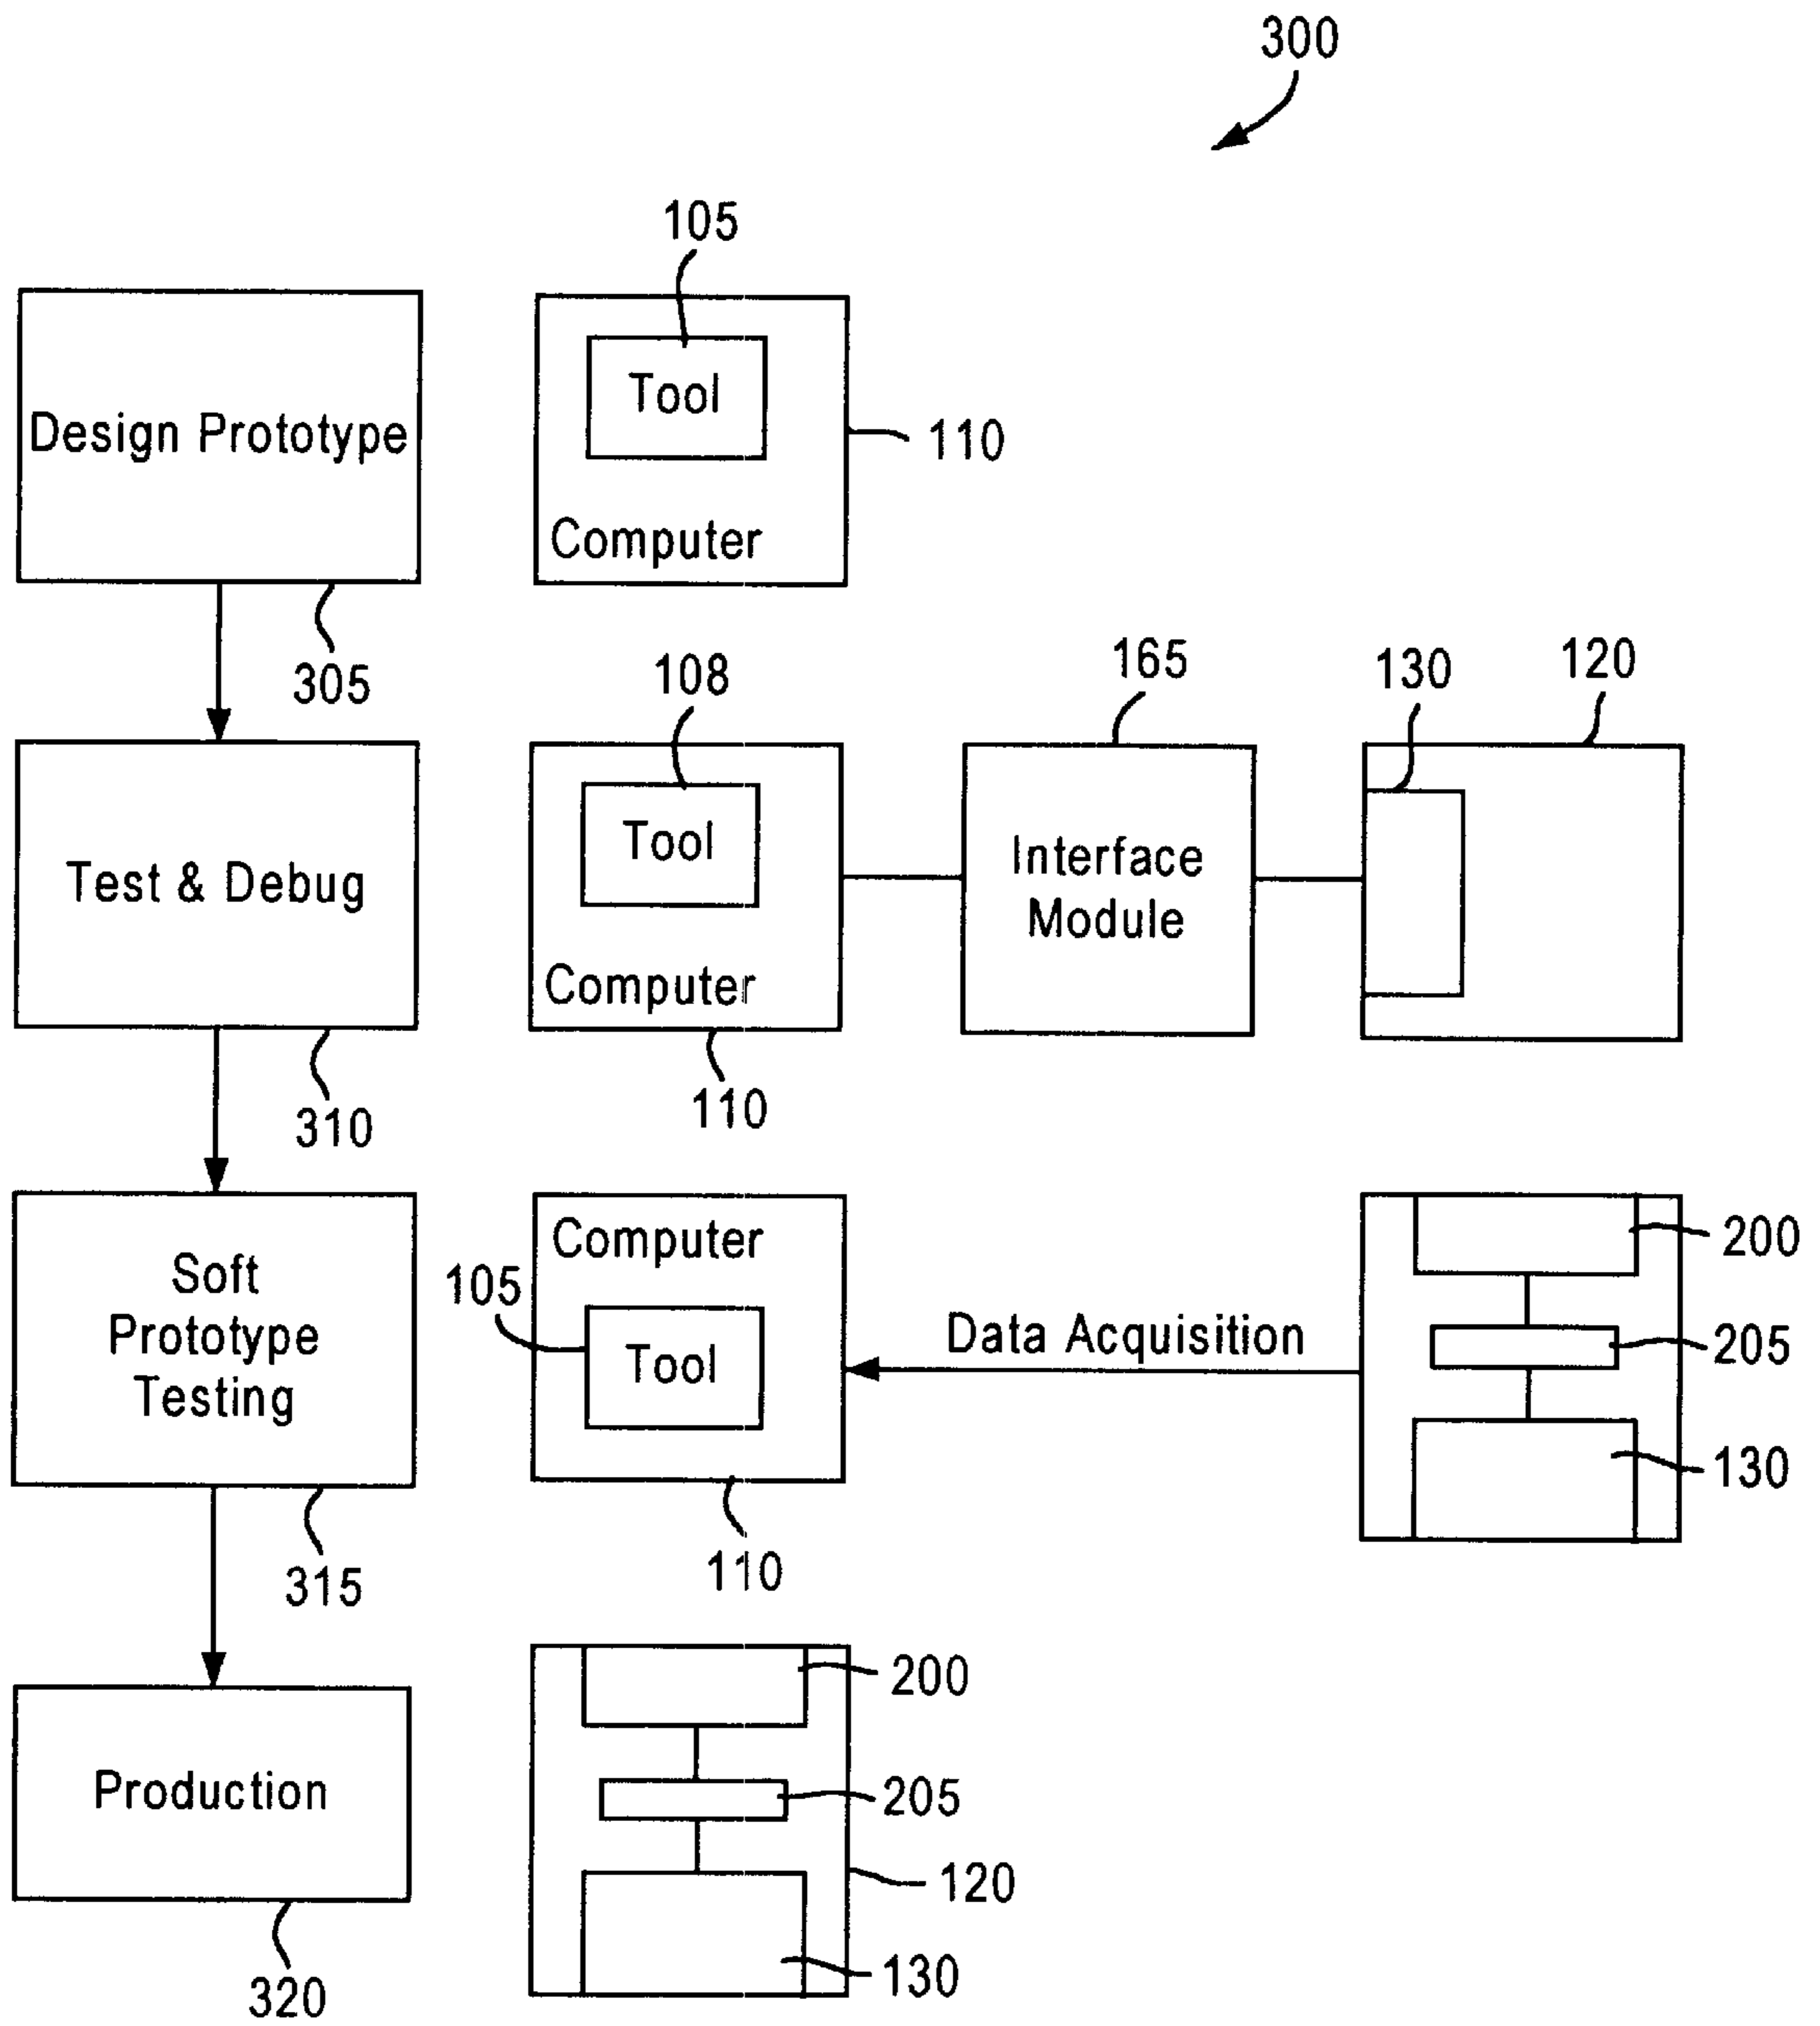 300
105
Design Prototype
Tool
110
Computer
305
108
165
130
120
Test & Debug
Tool
Interface
Module
Computer
310
110
Soft
Prototype
Testing
Computer
105
Tool
Data Acquisition
200
205
130
315
110
Production
200
205
120
130
320